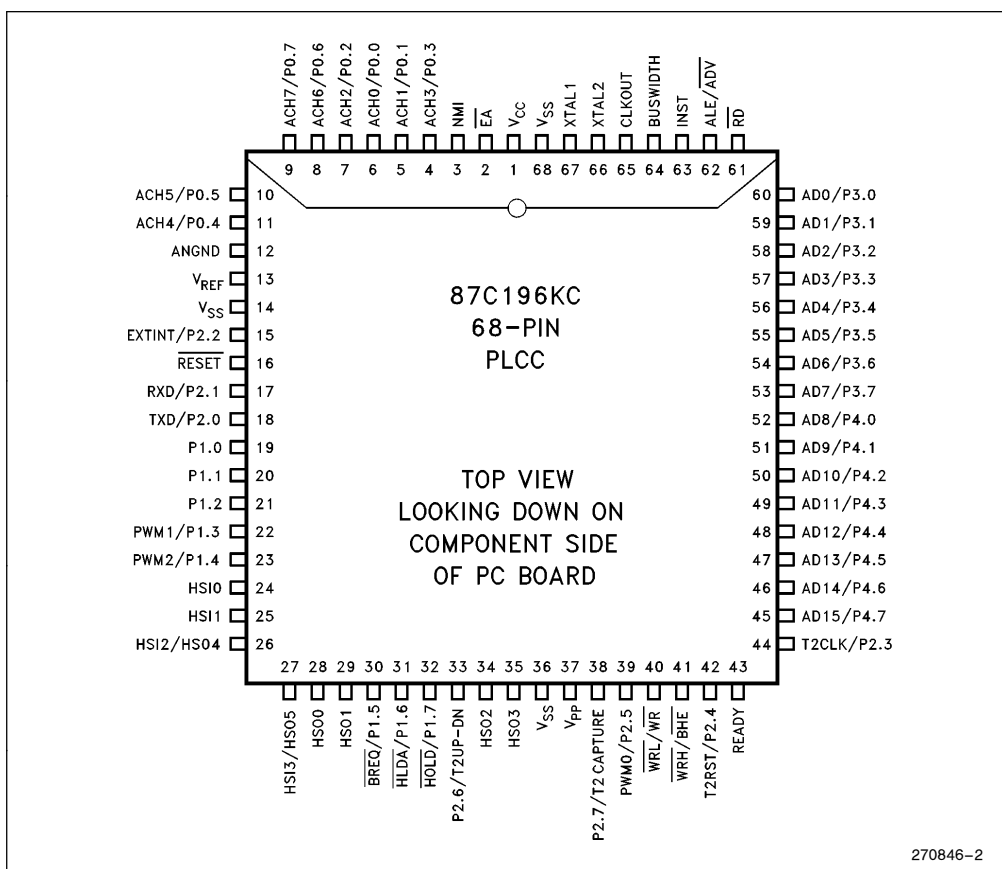 ACH7/P0.7
ACH6/P0.6
ACH2/P0.2
ACH0/P0.0
ACH1/P0.1
ACH3/P0.3
NMI
EA
VCC
VSS
XTAL1
XTAL2
CLKOUT
BUSWIDTH
INST
ALE/ADV
RD
9 8 7 6 5 4 3 2 1 68 67 66 65 64 63 62 61
ACH5/P0.5 10
ACH4/P0.4 11
ANGND 12
VREF 13
VSS 14
EXTINT/P2.2 15
RESET 16
RXD/P2.1 17
TXD/P2.0 18
P1.0 19
P1.1 20
P1.2 21
PWM1/P1.3 22
PWM2/P1.4 23
HSI0 24
HSI1 25
HSI2/HSO4 26
87C196KC
68-PIN
PLCC
TOP VIEW
LOOKING DOWN ON
COMPONENT SIDE
OF PC BOARD
60 AD0/P3.0
59 AD1/P3.1
58 AD2/P3.2
57 AD3/P3.3
56 AD4/P3.4
55 AD5/P3.5
54 AD6/P3.6
53 AD7/P3.7
52 AD8/P4.0
51 AD9/P4.1
50 AD10/P4.2
49 AD11/P4.3
48 AD12/P4.4
47 AD13/P4.5
46 AD14/P4.6
45 AD15/P4.7
44 T2CLK/P2.3
27 28 29 30 31 32 33 34 35 36 37 38 39 40 41 42 43
HSI3/HSO5
HSO0
HSO1
BREQ/P1.5
HLDA/P1.6
HOLD/P1.7
P2.6/T2UP-DN
HSO2
HSO3
VSS
VPP
P2.7/T2 CAPTURE
PWM0/P2.5
WRL/WR
WRH/BHE
T2RST/P2.4
READY
270846-2